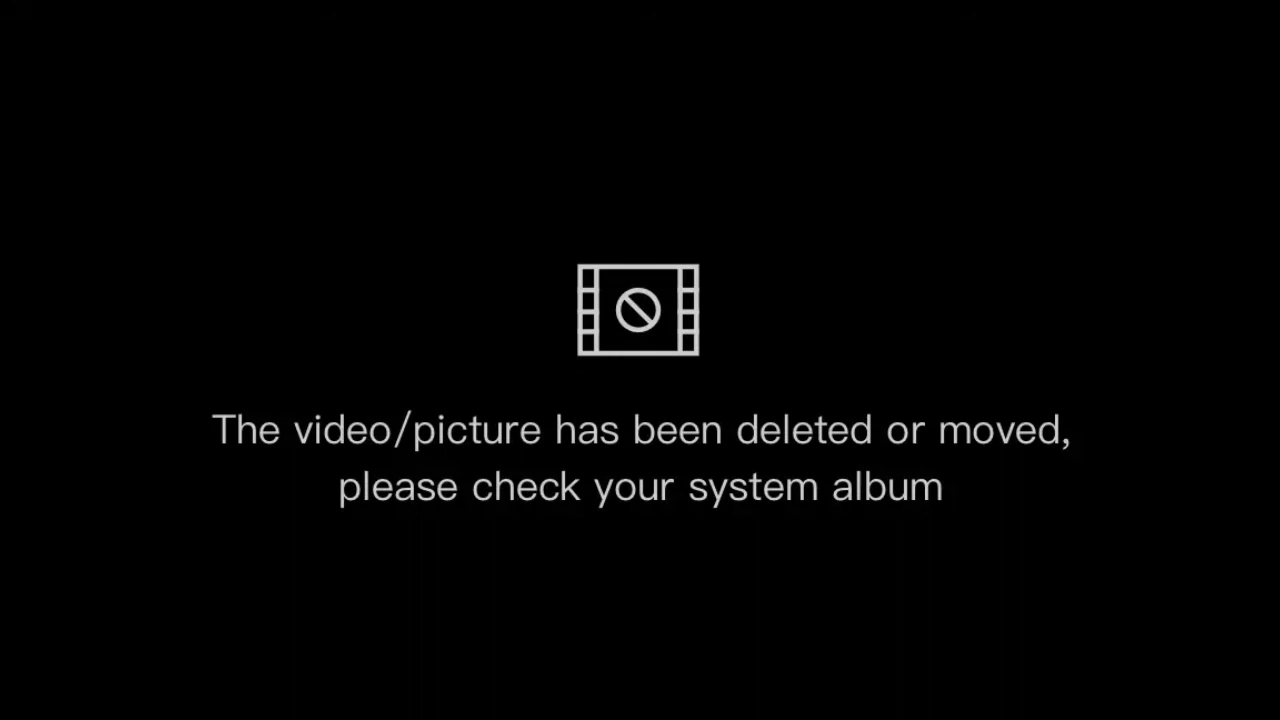 The video/picture has been deleted or moved,
please check your system album